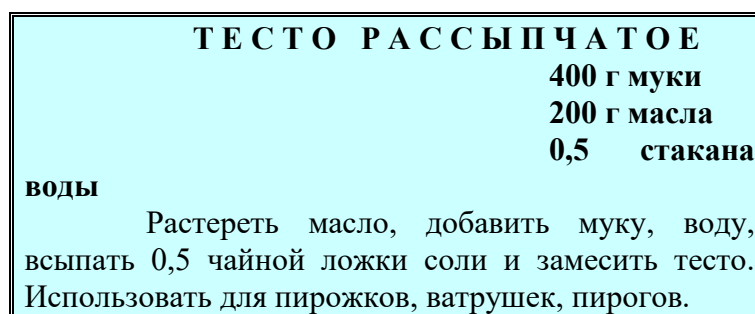 Т Е С Т О Р А С С Ы П Ч А Т О Е
400 г муки
200 г масла
0,5 стакана
воды
Растереть масло, добавить муку, воду,
всыпать 0,5 чайной ложки соли и замесить тесто.
Использовать для пирожков, ватрушек, пирогов.